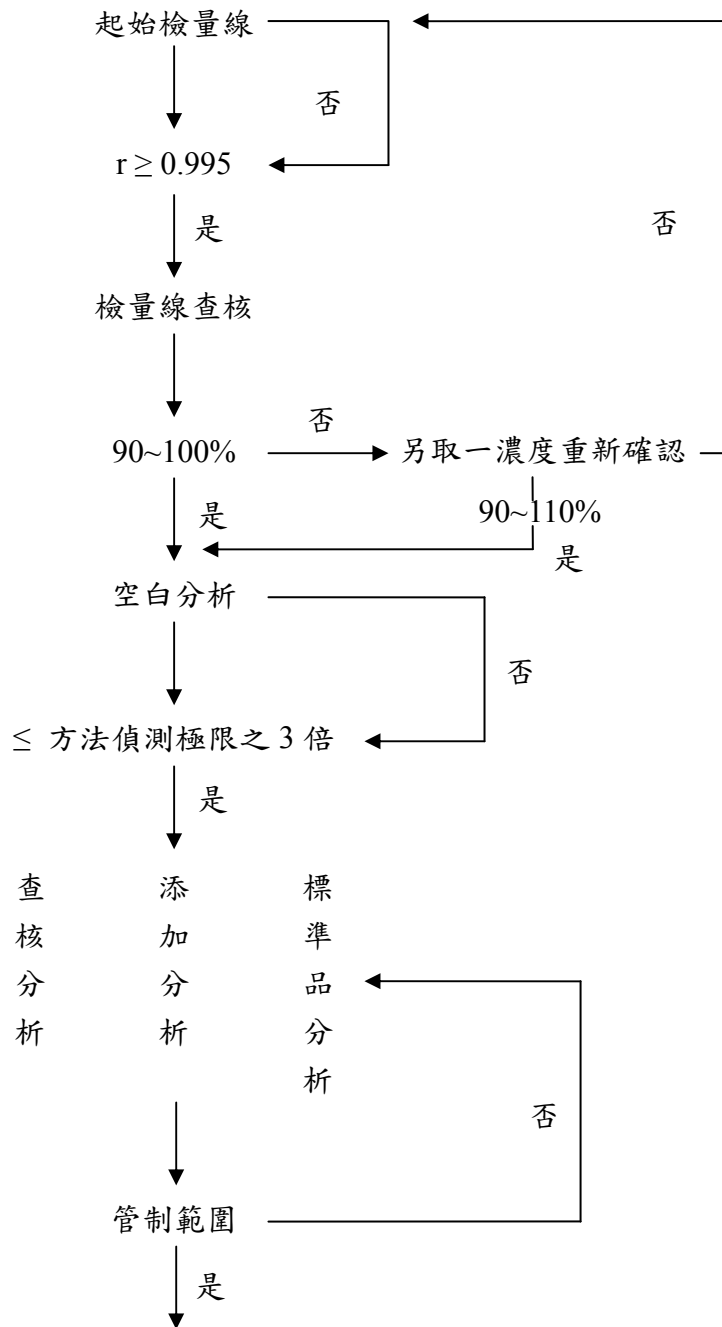 起始檢量線
否
r ≥ 0.995
是
否
檢量線查核
否
90~100%
另取一濃度重新確認
是
90~110%
是
空白分析
否
≤ 方法偵測極限之 3 倍
是
查核分析
添加分析
標準品分析
否
管制範圍
是